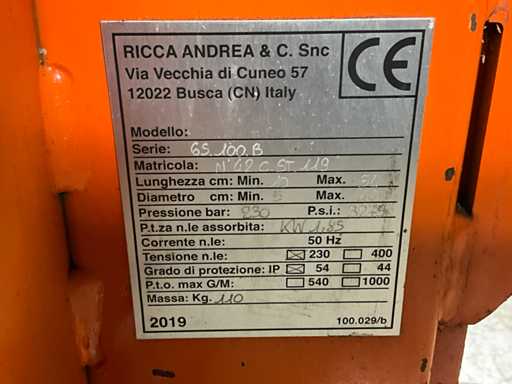 RICCA ANDREA & C. Snc
Via Vecchia di Cuneo 57
12022 Busca (CN) Italy
CE
Modello:
Serie: 6S.100.B
Matricola:
Lunghezza cm: Min. Max.
Diametro cm: Min. Max.
Pressione bar: 230 P.s.i.:
P.t.za n.le assorbita: KW 1.85
Corrente n.le: 50 Hz
Tensione n.le: 230 400
Grado di protezione: IP 54 44
P.t.o. max G/M: 540 1000
Massa: Kg. 110
2019 100.029/b